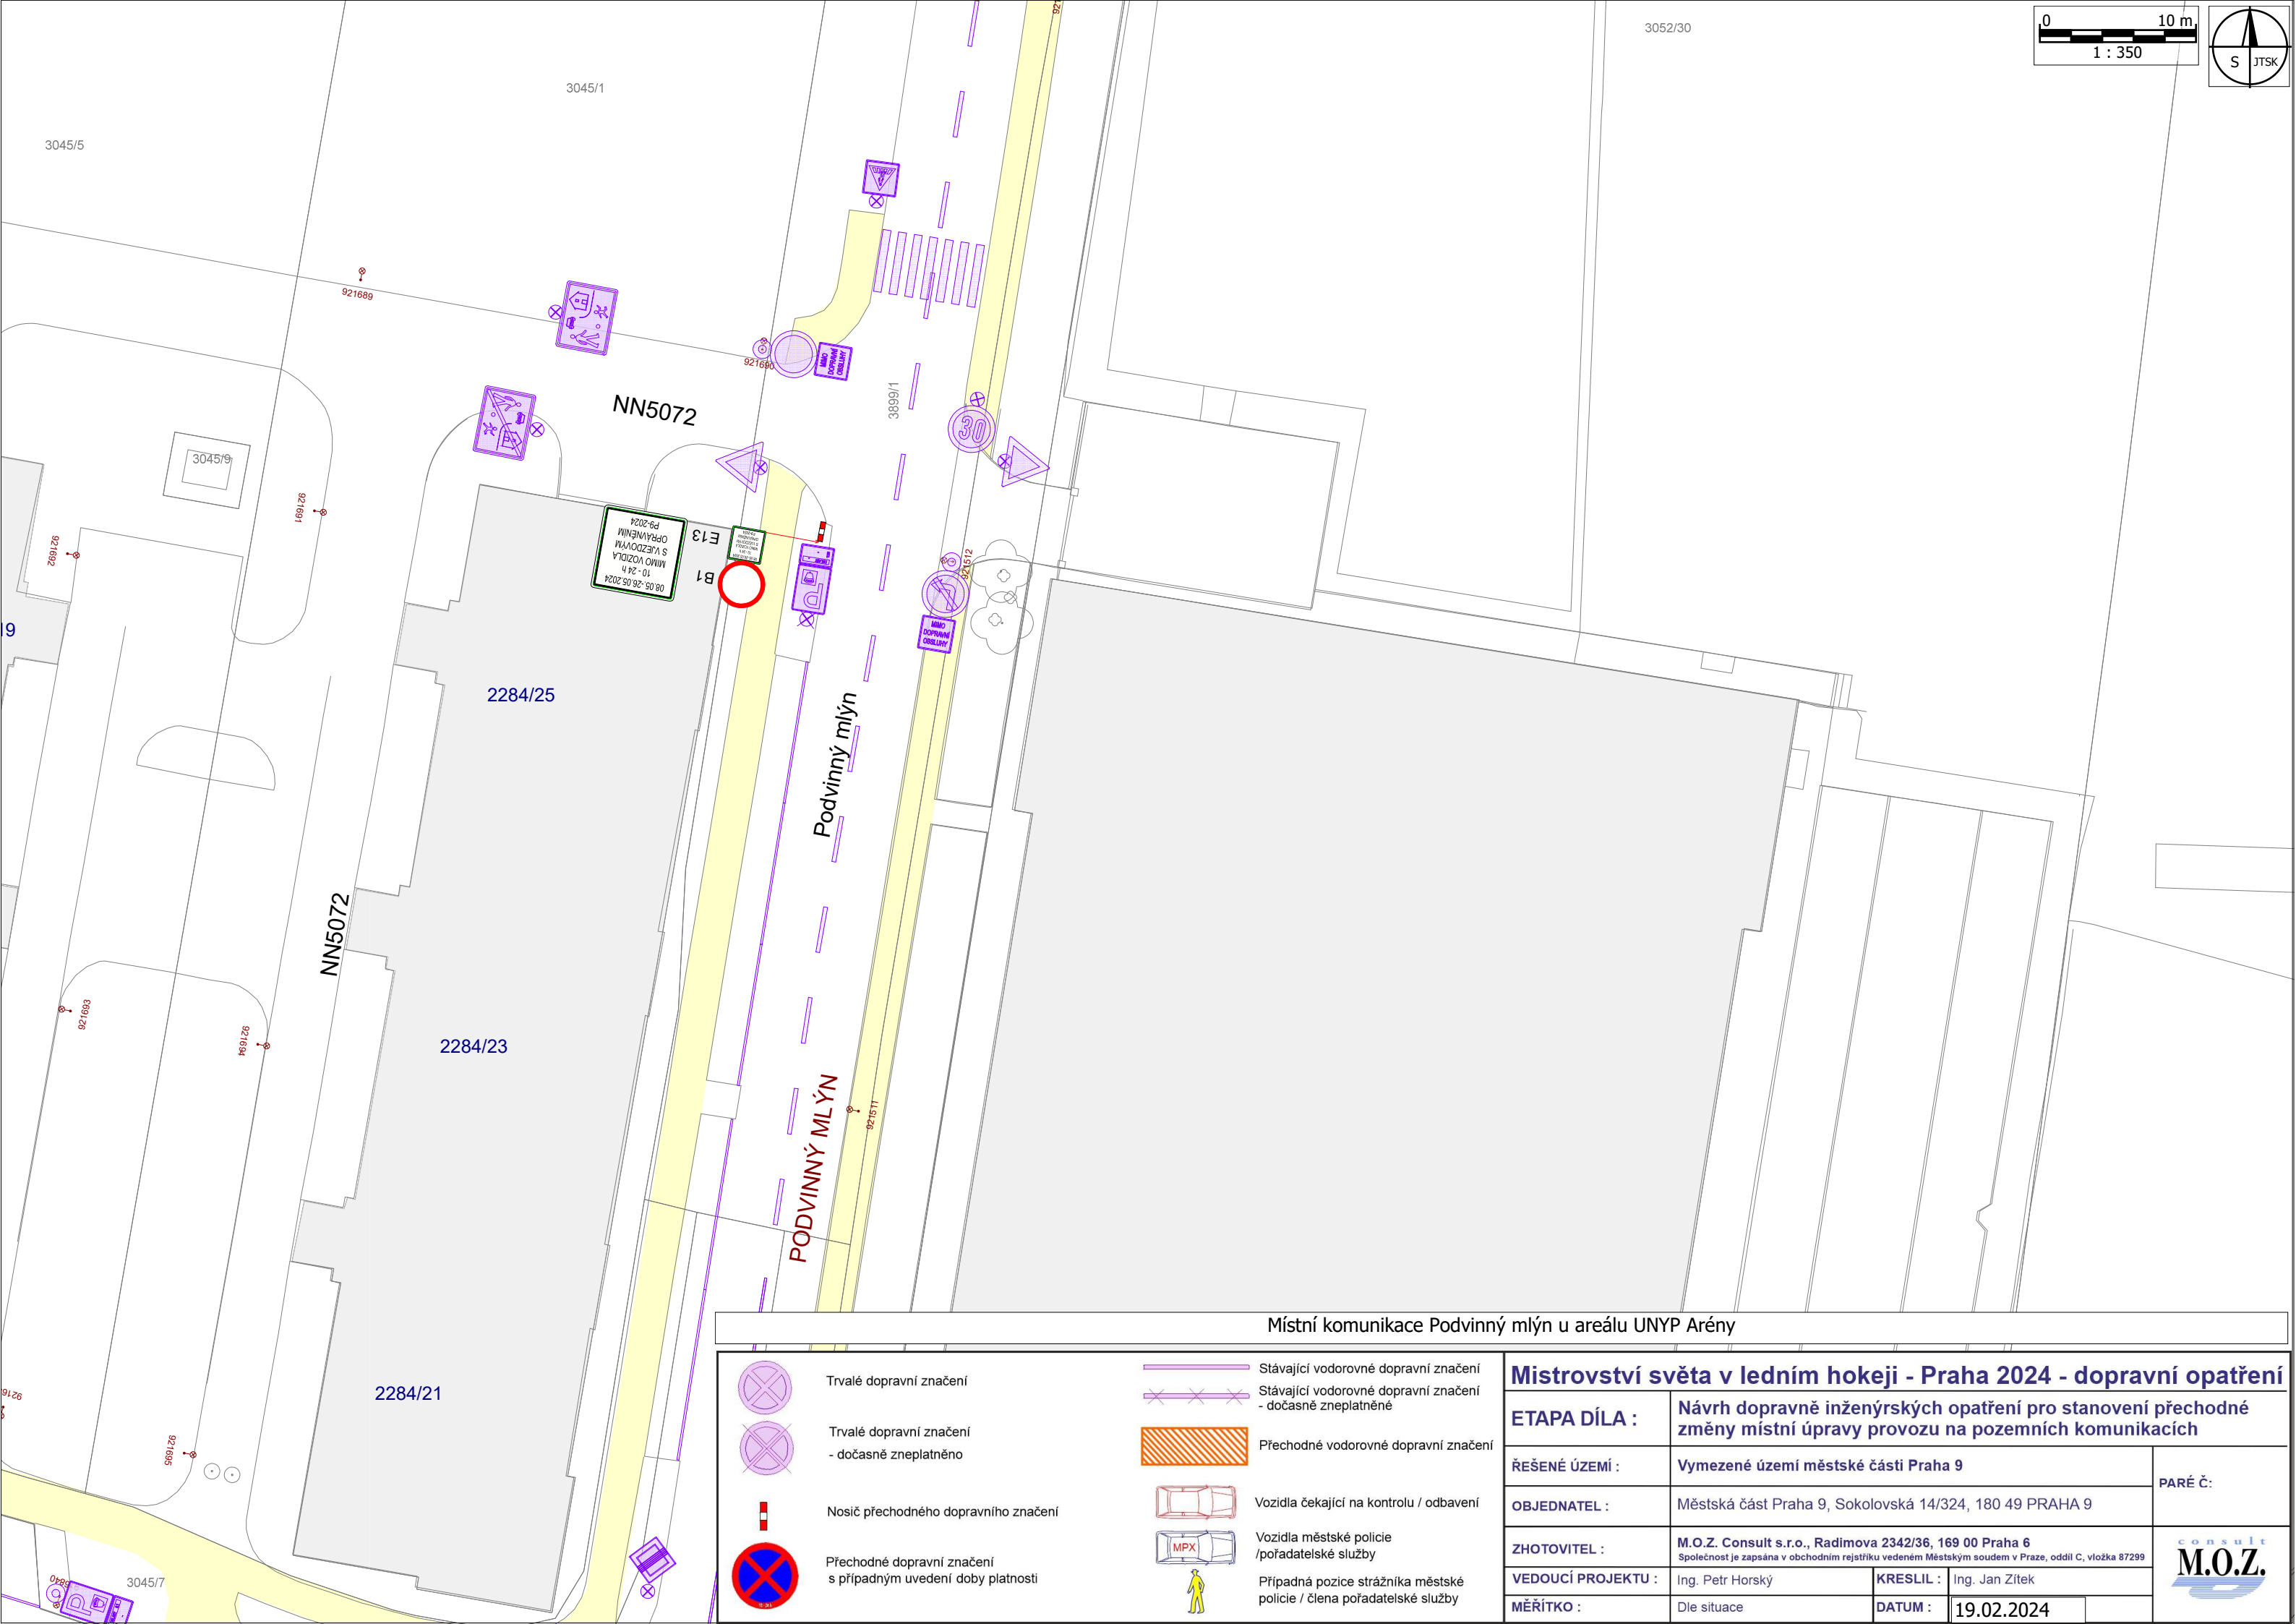 3052/30
0 10 m
1 : 350
S JTSK
3045/1
3045/5
921689
921690
MIMO
DOPRAVNÍ
OBSLUHY
NN5072
3899/1
30
3045/9
921691
921692
08.05.-26.05.2024
10 - 24 h
MIMO VOZIDLA
S VJEZDOVÝM
OPRÁVNĚNÍM
P9-2024
E13
B1
P
921512
MIMO
DOPRAVNÍ
OBSLUHY
19
2284/25
Podvinný mlýn
NN5072
921693
921694
2284/23
PODVINNÝ MLÝN
921511
2284/21
921695
3045/7
P
Místní komunikace Podvinný mlýn u areálu UNYP Arény
Trvalé dopravní značení
Trvalé dopravní značení
- dočasně zneplatněno
Nosič přechodného dopravního značení
Přechodné dopravní značení
s případným uvedení doby platnosti
Stávající vodorovné dopravní značení
Stávající vodorovné dopravní značení
- dočasně zneplatněné
Přechodné vodorovné dopravní značení
Vozidla čekající na kontrolu / odbavení
MPX
Vozidla městské policie
/pořadatelské služby
Případná pozice strážníka městské
policie / člena pořadatelské služby
Mistrovství světa v ledním hokeji - Praha 2024 - dopravní opatření
ETAPA DÍLA :
Návrh dopravně inženýrských opatření pro stanovení přechodné
změny místní úpravy provozu na pozemních komunikacích
ŘEŠENÉ ÚZEMÍ :
Vymezené území městské části Praha 9
PARÉ Č:
OBJEDNATEL :
Městská část Praha 9, Sokolovská 14/324, 180 49 PRAHA 9
ZHOTOVITEL :
M.O.Z. Consult s.r.o., Radimova 2342/36, 169 00 Praha 6
Společnost je zapsána v obchodním rejstříku vedeném Městským soudem v Praze, oddíl C, vložka 87299
consult
M.O.Z.
VEDOUCÍ PROJEKTU :
Ing. Petr Horský
KRESLIL :
Ing. Jan Zítek
MĚŘÍTKO :
Dle situace
DATUM :
19.02.2024